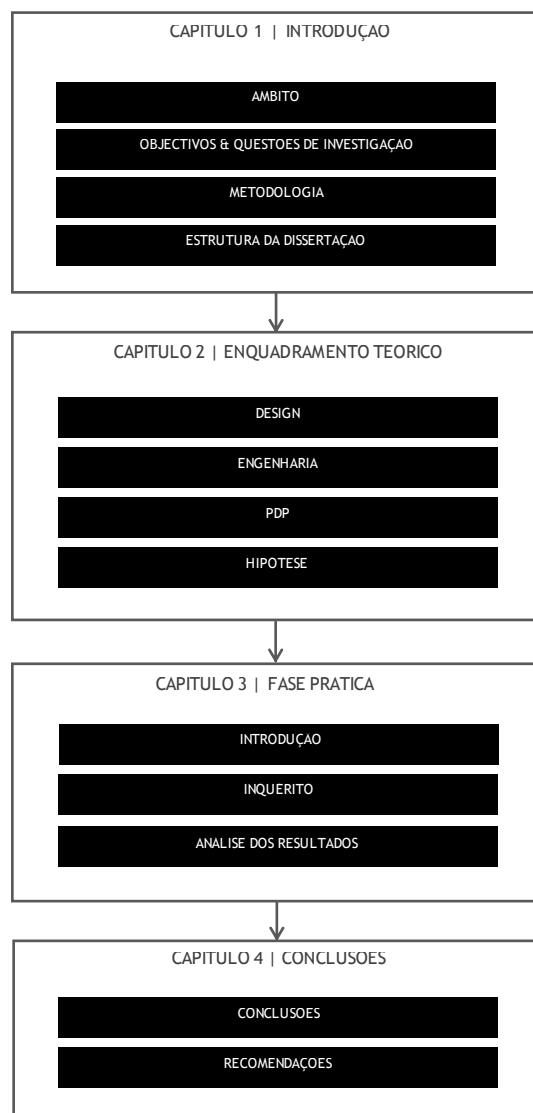 CAPITULO 1 | INTRODUÇAO
AMBITO
OBJECTIVOS & QUESTOES DE INVESTIGAÇAO
METODOLOGIA
ESTRUTURA DA DISSERTAÇAO
CAPITULO 2 | ENQUADRAMENTO TEORICO
DESIGN
ENGENHARIA
PDP
HIPOTESE
CAPITULO 3 | FASE PRATICA
INTRODUÇAO
INQUERITO
ANALISE DOS RESULTADOS
CAPITULO 4 | CONCLUSOES
CONCLUSOES
RECOMENDAÇOES